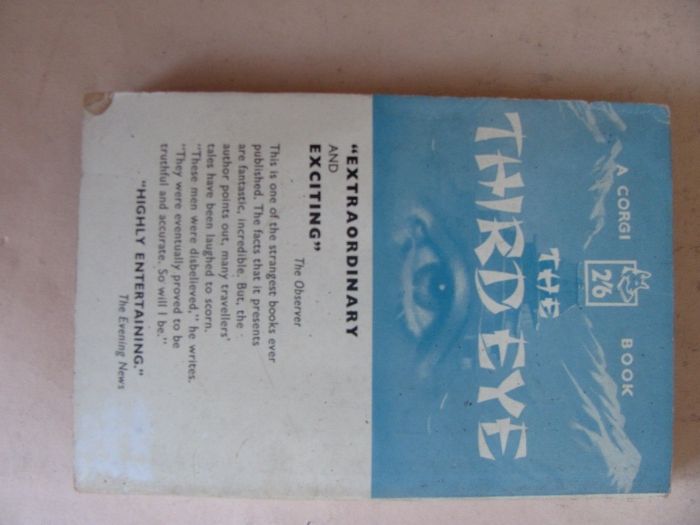 A CORGI BOOK
2/6
THE
THIRD EYE
"EXTRAORDINARY
AND
EXCITING"
The Observer
This is one of the strangest books ever
published. The facts that it presents
are fantastic, incredible. But, the
author points out, many travellers'
tales have been laughed to scorn.
"These men were disbelieved," he writes.
"They were eventually proved to be
truthful and accurate. So will I be."
"HIGHLY ENTERTAINING."
The Evening News